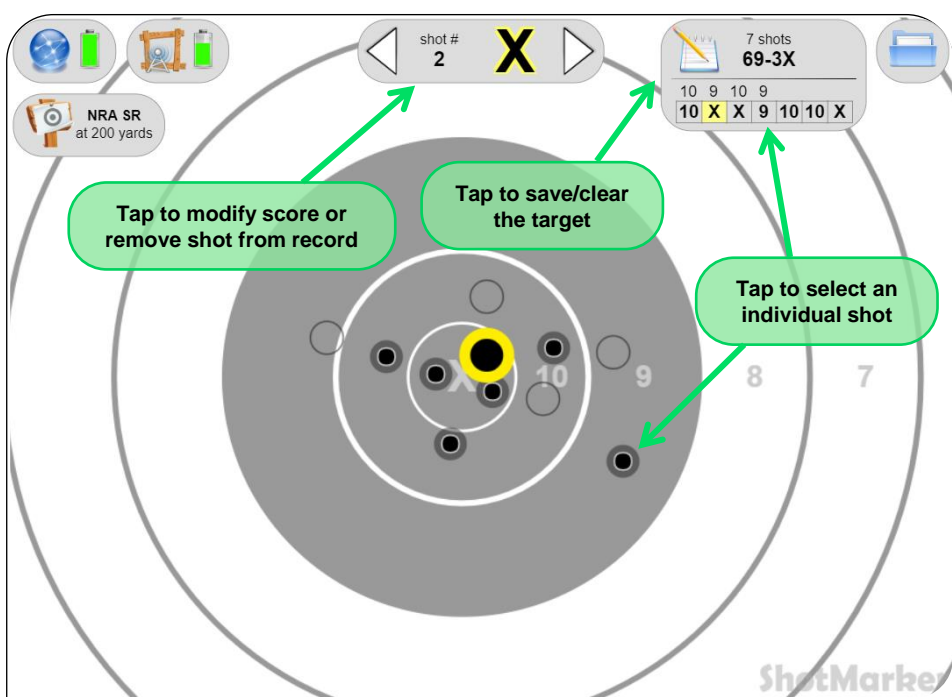 shot #
2
X
7 shots
69-3X
10 9 10 9
10 X X 9 10 10 X
NRA SR
at 200 yards
Tap to modify score or
remove shot from record
Tap to save/clear
the target
Tap to select an
individual shot
X 10 9 8 7
ShotMarker